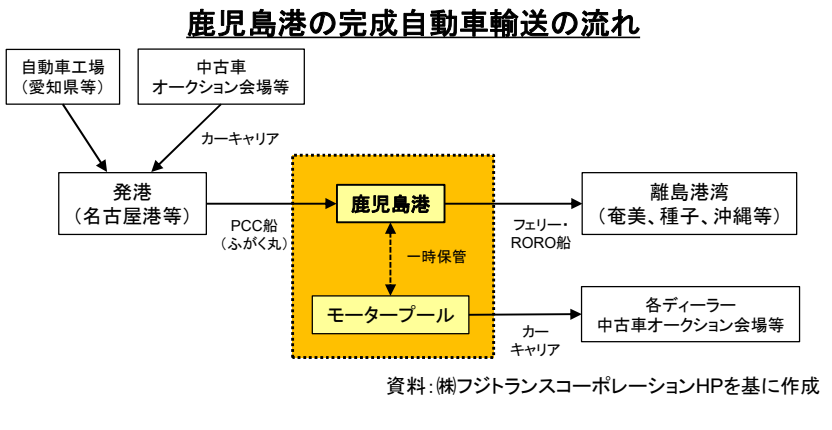 鹿児島港の完成自動車輸送の流れ
自動車工場
（愛知県等）
中古車
オークション会場等
カーキャリア
発港
（名古屋港等）
PCC船
（ふがく丸）
鹿児島港
一時保管
モータープール
フェリー・
RORO船
離島港湾
（奄美、種子、沖縄等）
カー
キャリア
各ディーラー
中古車オークション会場等
資料：㈱フジトランスコーポレーションHPを基に作成